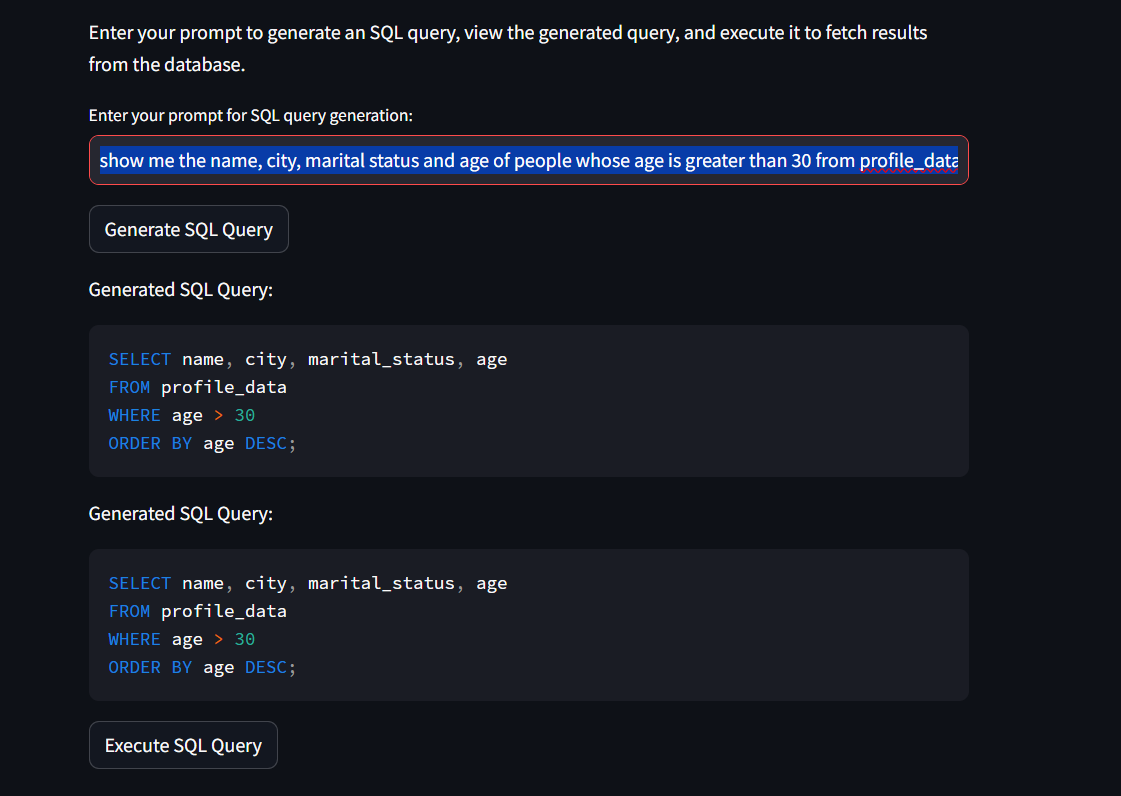 Enter your prompt to generate an SQL query, view the generated query, and execute it to fetch results
from the database.
Enter your prompt for SQL query generation:
show me the name, city, marital status and age of people whose age is greater than 30 from profile_data
Generate SQL Query
Generated SQL Query:
SELECT name, city, marital_status, age
FROM profile_data
WHERE age > 30
ORDER BY age DESC;
Generated SQL Query:
SELECT name, city, marital_status, age
FROM profile_data
WHERE age > 30
ORDER BY age DESC;
Execute SQL Query